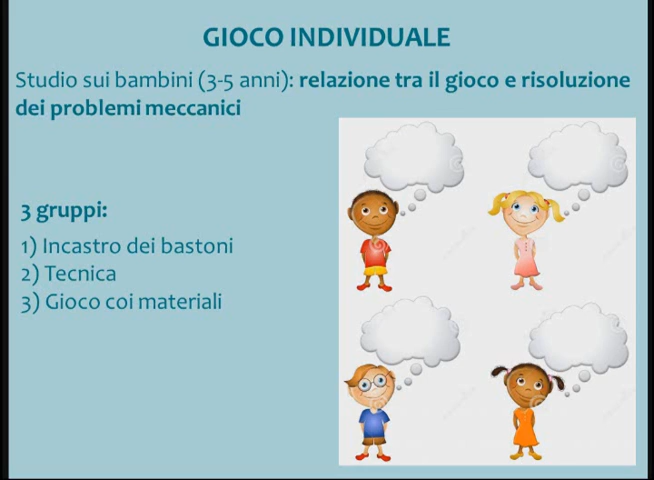 GIOCO INDIVIDUALE
Studio sui bambini (3-5 anni): relazione tra il gioco e risoluzione
dei problemi meccanici
3 gruppi:
1) Incastro dei bastoni
2) Tecnica
3) Gioco coi materiali